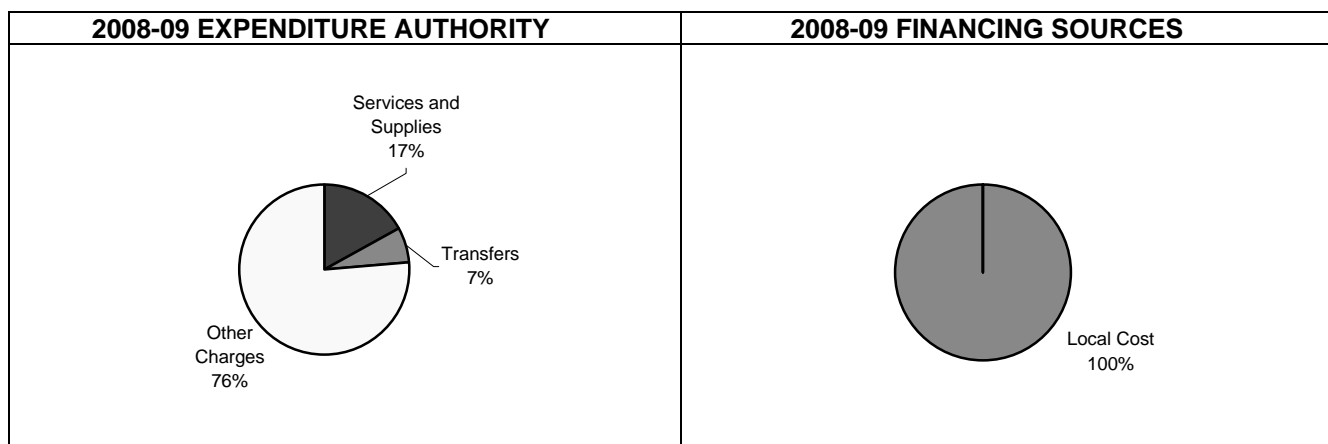 2008-09 EXPENDITURE AUTHORITY
Services and
Supplies
17%
Transfers
7%
Other
Charges
76%
2008-09 FINANCING SOURCES
Local Cost
100%